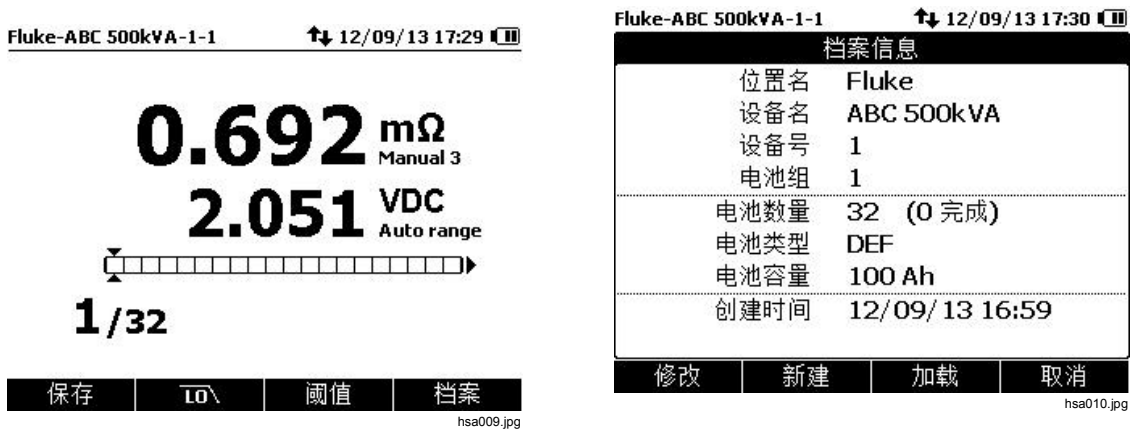 Fluke-ABC 500kVA-1-1 12/09/13 17:29
0.692 mΩ
Manual 3
2.051 VDC
Auto range
1/32
保存 LO 阈值 档案
hsa009.jpg
Fluke-ABC 500kVA-1-1 12/09/13 17:30
档案信息
位置名 Fluke
设备名 ABC 500kVA
设备号 1
电池组 1
电池数量 32 (0 完成)
电池类型 DEF
电池容量 100 Ah
创建时间 12/09/13 16:59
修改 新建 加载 取消
hsa010.jpg